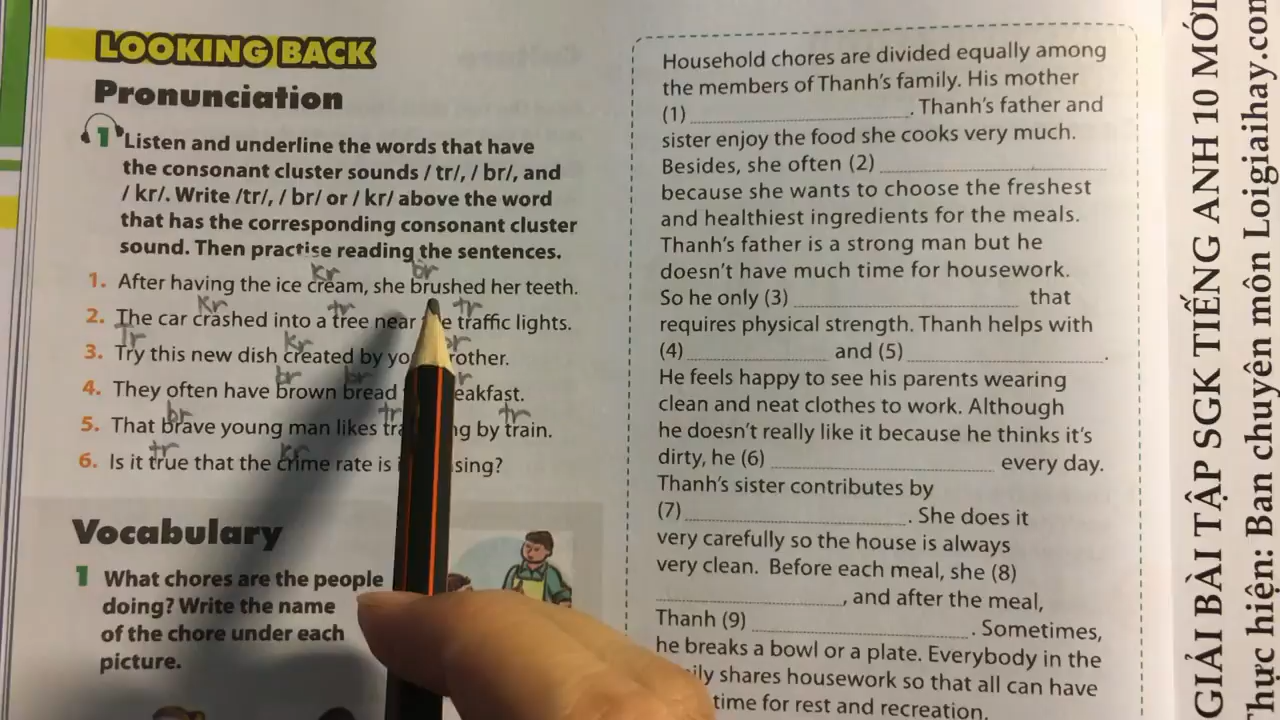 LOOKING BACK
Pronunciation
1 Listen and underline the words that have
the consonant cluster sounds / tr/, / br/, and
/ kr/. Write /tr/, / br/ or / kr/ above the word
that has the corresponding consonant cluster
sound. Then practise reading the sentences.
kr br
1. After having the ice cream, she brushed her teeth.
kr tr tr
2. The car crashed into a tree near traffic lights.
Tr kr
3. Try this new dish created by
br br
4. They often have brown bread
br tr tr
5. That brave young man likes by train.
tr kr
6. Is it true that the crime rate is
Vocabulary
1 What chores are the people
doing? Write the name
of the chore under each
picture.
Household chores are divided equally among
the members of Thanh's family. His mother
(1) . Thanh's father and
sister enjoy the food she cooks very much.
Besides, she often (2)
because she wants to choose the freshest
and healthiest ingredients for the meals.
Thanh's father is a strong man but he
doesn't have much time for housework.
So he only (3) that
requires physical strength. Thanh helps with
(4) and (5) .
He feels happy to see his parents wearing
clean and neat clothes to work. Although
he doesn't really like it because he thinks it's
dirty, he (6) every day.
Thanh's sister contributes by
(7) . She does it
very carefully so the house is always
very clean. Before each meal, she (8)
, and after the meal,
Thanh (9) . Sometimes,
he breaks a bowl or a plate. Everybody in the
shares housework so that all can have
time for rest and recreation.
GIẢI BÀI TẬP SGK TIẾNG ANH 10 MỚI
Thực hiện: Ban chuyên môn Loigiaihay.com